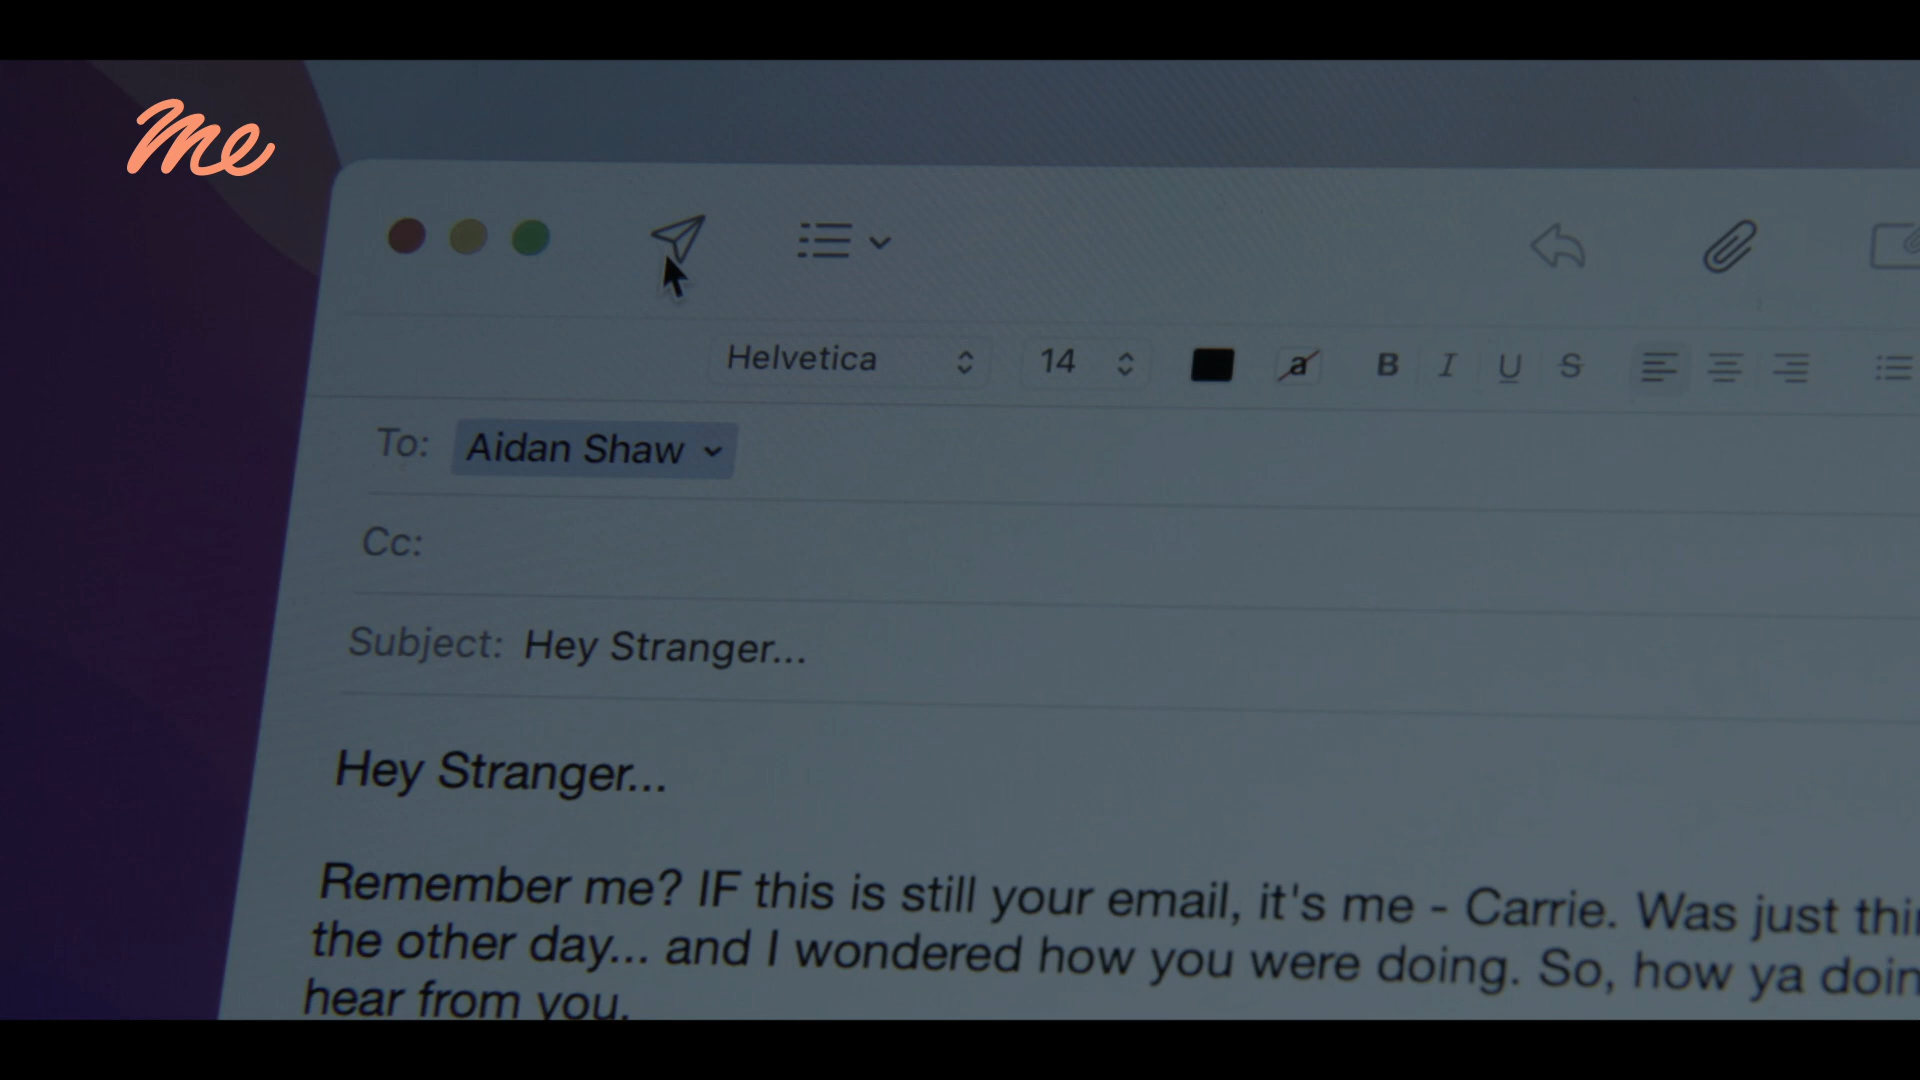 me
Helvetica 14 a B I U S
To: Aidan Shaw
Cc:
Subject: Hey Stranger...
Hey Stranger...
Remember me? IF this is still your email, it's me - Carrie. Was just
the other day... and I wondered how you were doing. So, how ya
hear from you.